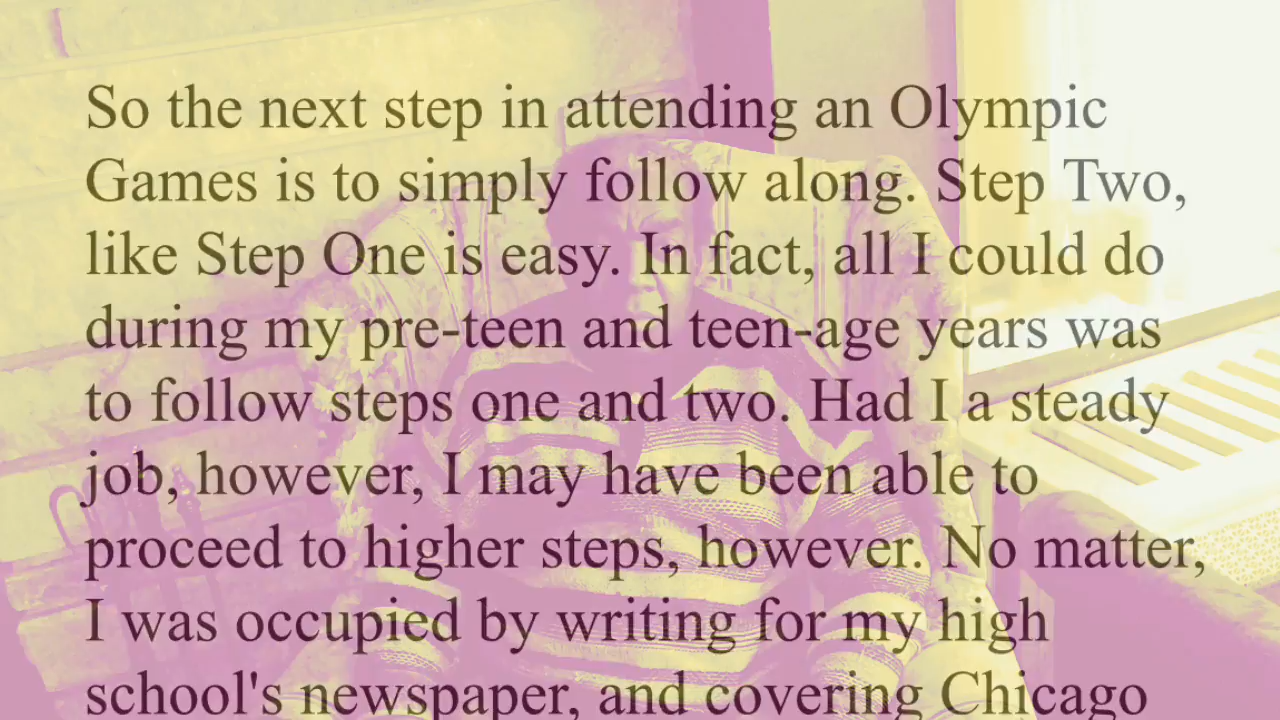 So the next step in attending an Olympic
Games is to simply follow along. Step Two,
like Step One is easy. In fact, all I could do
during my pre-teen and teen-age years was
to follow steps one and two. Had I a steady
job, however, I may have been able to
proceed to higher steps, however. No matter,
I was occupied by writing for my high
school's newspaper, and covering Chicago